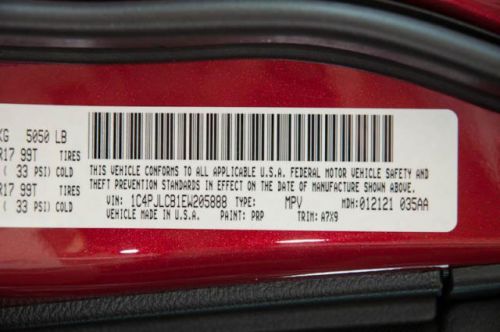 KG 5050 LB
R17 99T TIRES
( 33 PSI) COLD
R17 99T TIRES
( 33 PSI) COLD
THIS VEHICLE CONFORMS TO ALL APPLICABLE U.S.A. FEDERAL MOTOR VEHICLE SAFETY AND
THEFT PREVENTION STANDARDS IN EFFECT ON THE DATE OF MANUFACTURE SHOWN ABOVE.
VIN: 1C4PJLCB1EW205888 TYPE: MPV MDH:012121 035AA
VEHICLE MADE IN U.S.A. PAINT: PRP TRIM: A7X9